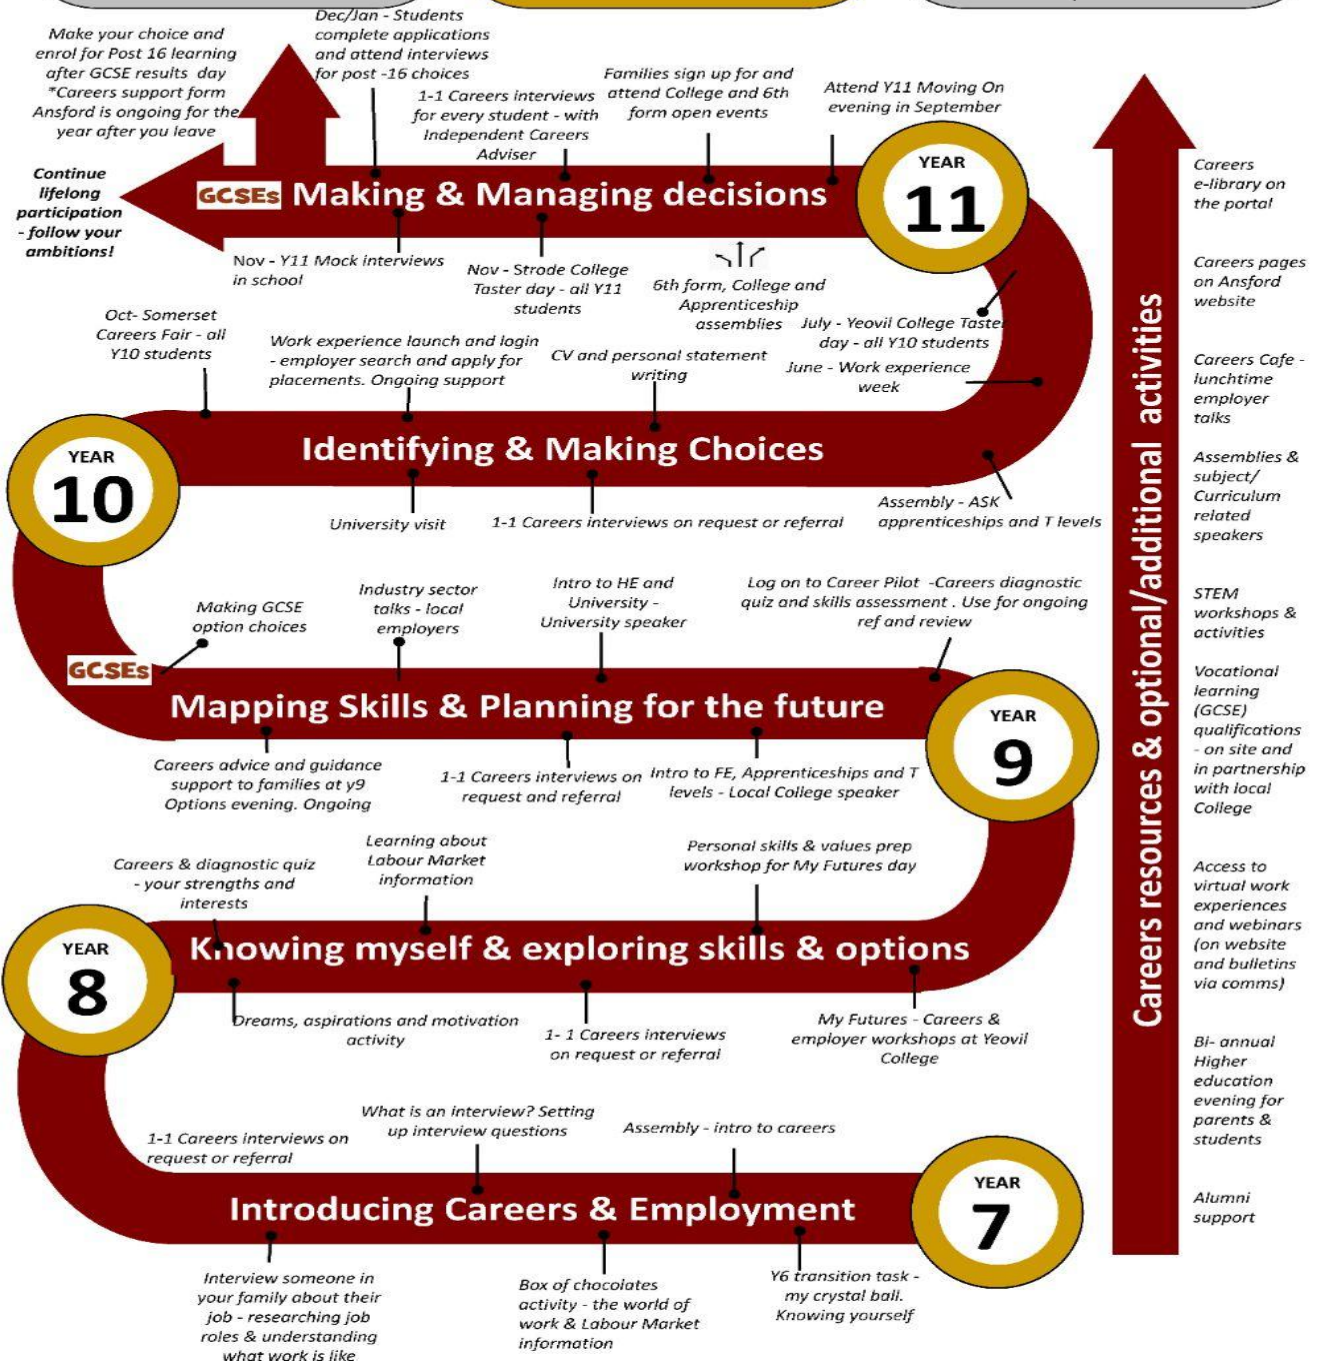 Make your choice and
enrol for Post 16 learning
after GCSE results day
*Careers support form
Ansford is ongoing for the
year after you leave
Dec/Jan - Students
complete applications
and attend interviews
for post -16 choices
1-1 Careers interviews
for every student - with
Independent Careers
Adviser
Families sign up for and
attend College and 6th
form open events
Attend Y11 Moving On
evening in September
Continue
lifelong
participation
- follow your
ambitions!
GCSEs Making & Managing decisions
YEAR
11
Nov - Y11 Mock interviews
in school
Nov - Strode College
Taster day - all Y11
students
6th form, College and
Apprenticeship
assemblies
July - Yeovil College Taster
day - all Y10 students
June - Work experience
week
Oct- Somerset
Careers Fair - all
Y10 students
Work experience launch and login
- employer search and apply for
placements. Ongoing support
CV and personal statement
writing
YEAR
10
Identifying & Making Choices
University visit
1-1 Careers interviews on request or referral
Assembly - ASK
apprenticeships and T levels
Making GCSE
option choices
Industry sector
talks - local
employers
Intro to HE and
University -
University speaker
Log on to Career Pilot -Careers diagnostic
quiz and skills assessment . Use for ongoing
ref and review
GCSEs
Mapping Skills & Planning for the future
YEAR
9
Careers advice and guidance
support to families at y9
Options evening. Ongoing
1-1 Careers interviews on
request and referral
Intro to FE, Apprenticeships and T
levels - Local College speaker
Careers & diagnostic quiz
- your strengths and
interests
Learning about
Labour Market
information
Personal skills & values prep
workshop for My Futures day
YEAR
8
Knowing myself & exploring skills & options
Dreams, aspirations and motivation
activity
1- 1 Careers interviews
on request or referral
My Futures - Careers &
employer workshops at Yeovil
College
1-1 Careers interviews on
request or referral
What is an interview? Setting
up interview questions
Assembly - intro to careers
Introducing Careers & Employment
YEAR
7
Interview someone in
your family about their
job - researching job
roles & understanding
what work is like
Box of chocolates
activity - the world of
work & Labour Market
information
Y6 transition task -
my crystal ball.
Knowing yourself
Careers resources & optional/additional activities
Careers
e-library on
the portal
Careers pages
on Ansford
website
Careers Cafe -
lunchtime
employer
talks
Assemblies &
subject/
Curriculum
related
speakers
STEM
workshops &
activities
Vocational
learning
(GCSE)
qualifications
- on site and
in partnership
with local
College
Access to
virtual work
experiences
and webinars
(on website
and bulletins
via comms)
Bi- annual
Higher
education
evening for
parents &
students
Alumni
support